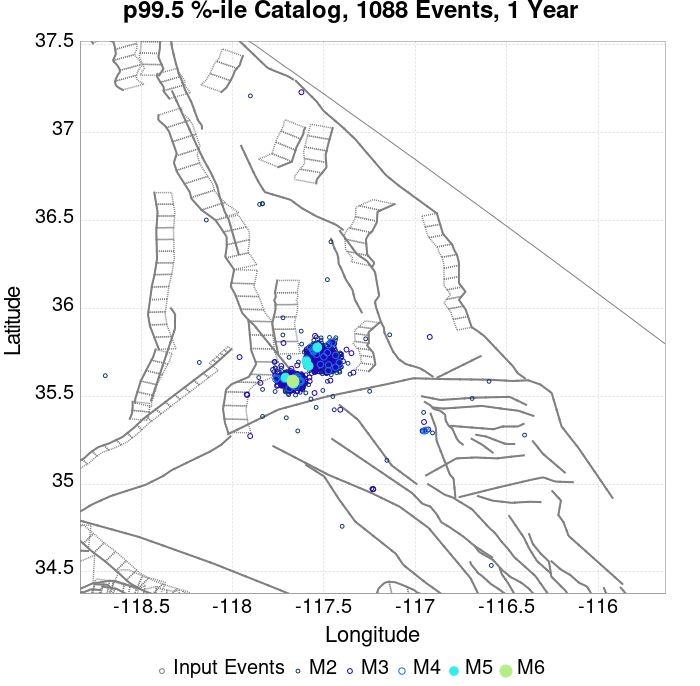 p99.5 %-ile Catalog, 1088 Events, 1 Year
37.5
37
36.5
36
35.5
35
34.5
Latitude
-118.5 -118 -117.5 -117 -116.5 -116
Longitude
Input Events M2 M3 M4 M5 M6